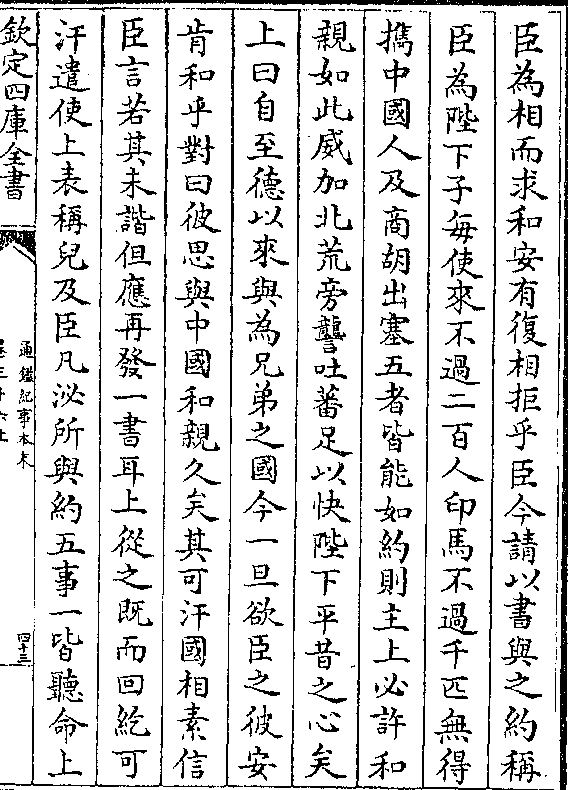 臣為相而求和安有復相拒乎臣今請以書與之約稱
臣為陛下子每使來不過二百人印馬不過千匹無得
攜中國人及商胡出塞五者皆能如約則主上必許和
親如此威加北荒旁讋吐蕃足以快陛下平昔之心矣
上曰自至德以來與為兄弟之國今一旦欲臣之彼安
肯和乎對曰彼思與中國和親久矣其可汗國相素信
臣言若其未諧但應再發一書耳上從之既而回紇可
汗遣使上表稱兒及臣凡泌所與約五事一皆聽命上
欽定四庫全書
通鑑紀事本末
四十三